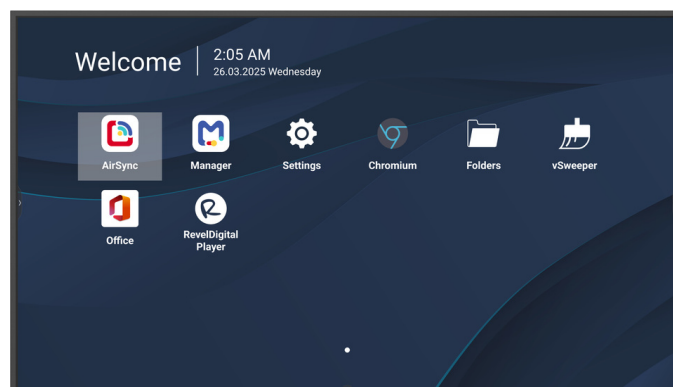 Welcome
2:05 AM
26.03.2025 Wednesday
AirSync
Manager
Settings
Chromium
Folders
vSweeper
Office
RevelDigital
Player